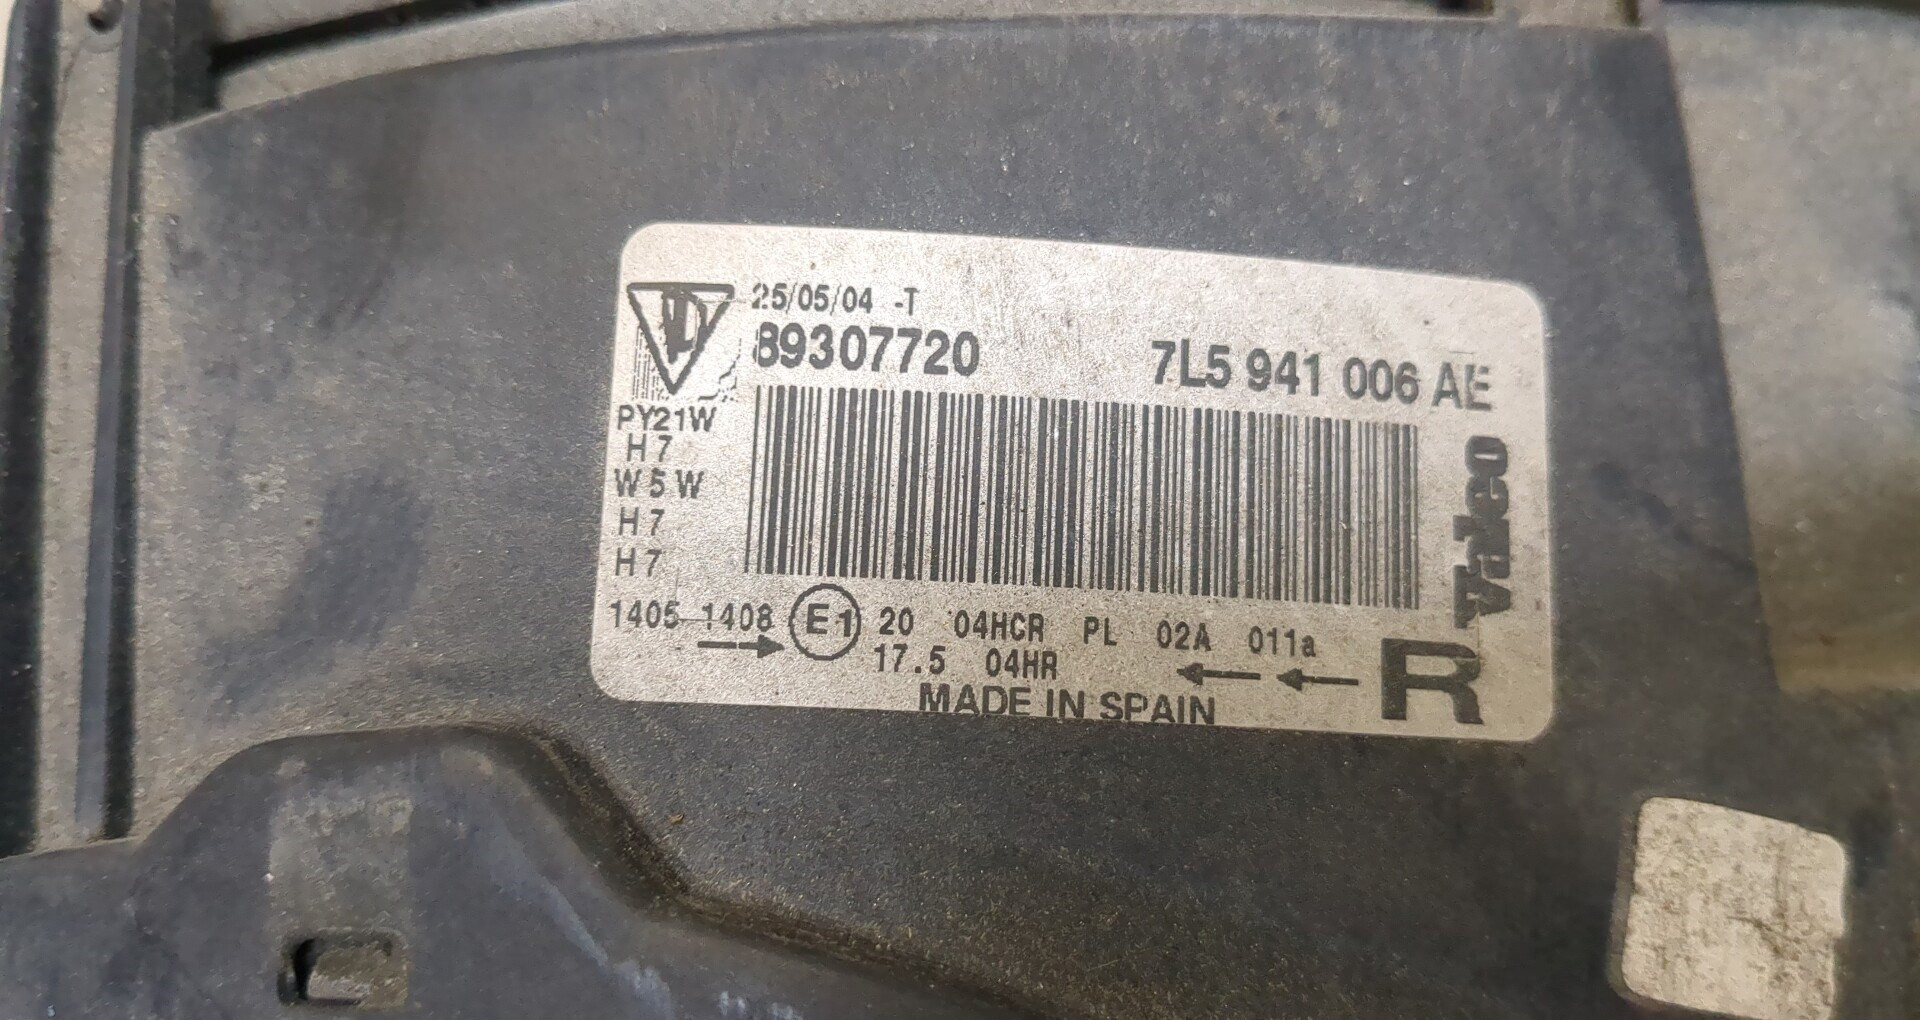 25/05/04 -T
89307720 7L5 941 006 AE
PY21W
H7
W5W
H7
H7
Valeo
1405 1408 E1 20 04HCR PL 02A 011a
17.5 04HR
R
MADE IN SPAIN